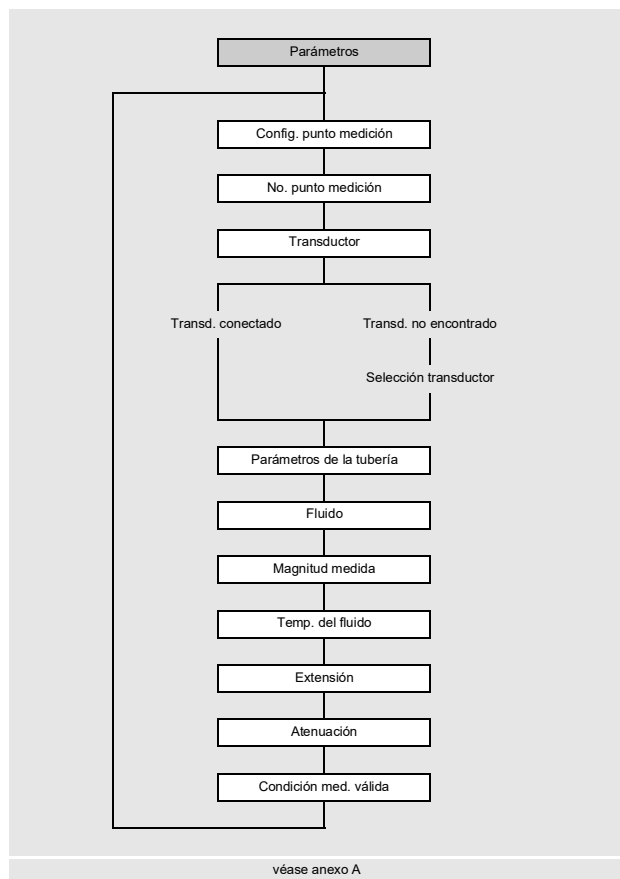 Parámetros
Config. punto medición
No. punto medición
Transductor
Transd. conectado
Transd. no encontrado
Selección transductor
Parámetros de la tubería
Fluido
Magnitud medida
Temp. del fluido
Extensión
Atenuación
Condición med. válida
véase anexo A